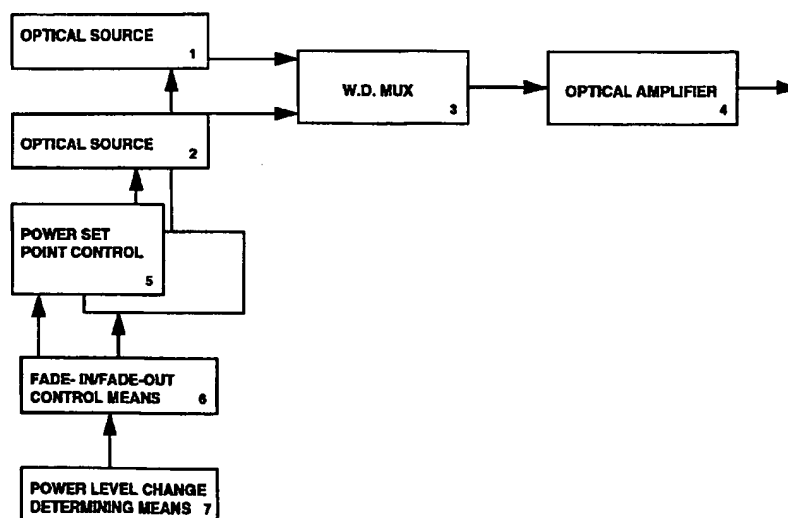 OPTICAL SOURCE
1
OPTICAL SOURCE
2
W.D. MUX
3
OPTICAL AMPLIFIER
4
POWER SET
POINT CONTROL
5
FADE- IN/FADE-OUT
CONTROL MEANS 6
POWER LEVEL CHANGE
DETERMINING MEANS 7